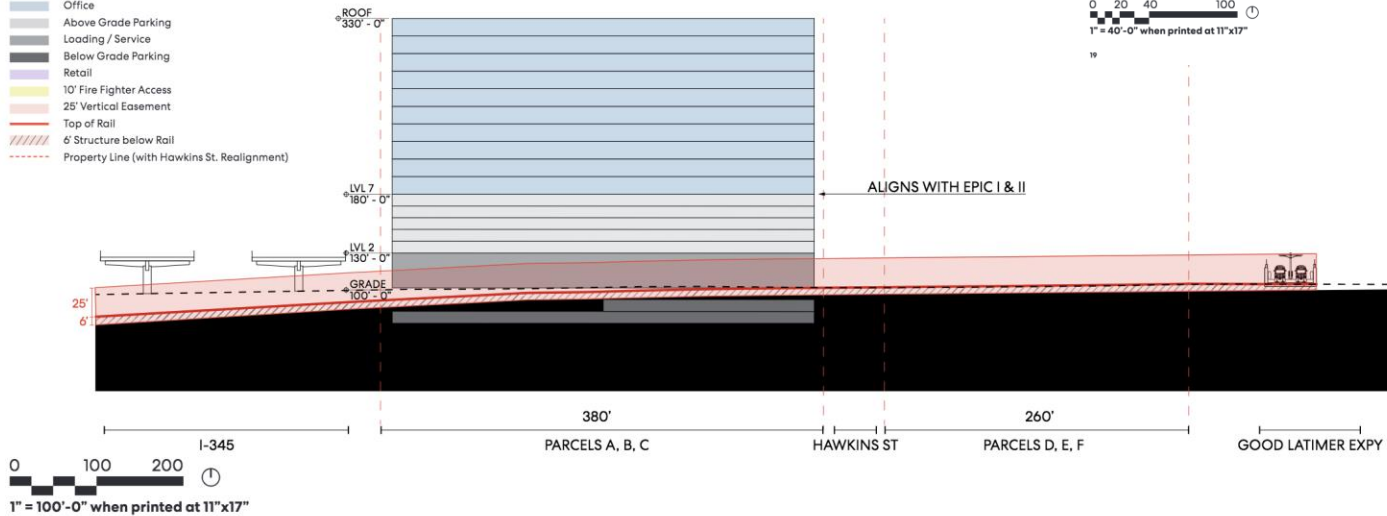 Office
Above Grade Parking
Loading / Service
Below Grade Parking
Retail
10' Fire Fighter Access
25' Vertical Easement
Top of Rail
6' Structure below Rail
Property Line (with Hawkins St. Realignment)
0 20 40 100
1" = 40'-0" when printed at 11"x17"
19
ROOF
330' - 0"
LVL 7
180' - 0"
ALIGNS WITH EPIC I & II
LVL 2
130' - 0"
GRADE
100' - 0"
25'
6'
380'
260'
I-345
PARCELS A, B, C
HAWKINS ST
PARCELS D, E, F
GOOD LATIMER EXPY
0 100 200
1" = 100'-0" when printed at 11"x17"